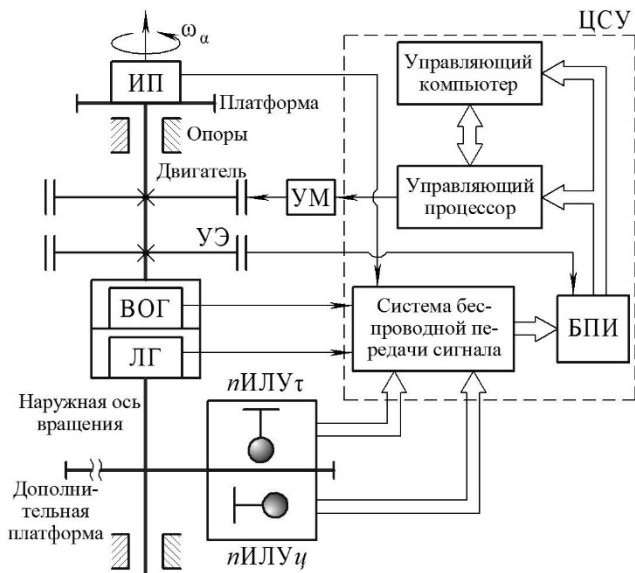 ЦСУ
ω_α
ИП
Управляющий
компьютер
Платформа
Опоры
Двигатель
УМ
Управляющий
процессор
УЭ
ВОГ
Система бес-
проводной пе-
редачи сигнала
БПИ
ЛГ
nИЛУτ
Наружная ось
вращения
Дополни-
тельная
платформа
nИЛУц